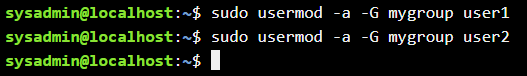 sysadmin@localhost:~$ sudo usermod -a -G mygroup user1
sysadmin@localhost:~$ sudo usermod -a -G mygroup user2
sysadmin@localhost:~$